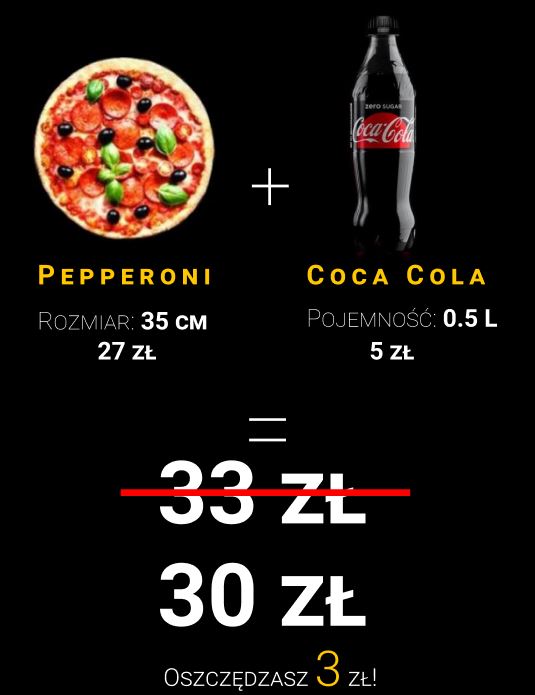 zero SUGAR
Coca-Cola
+
PEPPERONI
COCA COLA
ROZMIAR: 35 CM
POJEMNOŚĆ: 0.5 L
27 ZŁ
5 ZŁ
=
33 ZŁ
30 ZŁ
OSZCZĘDZASZ 3 ZŁ!